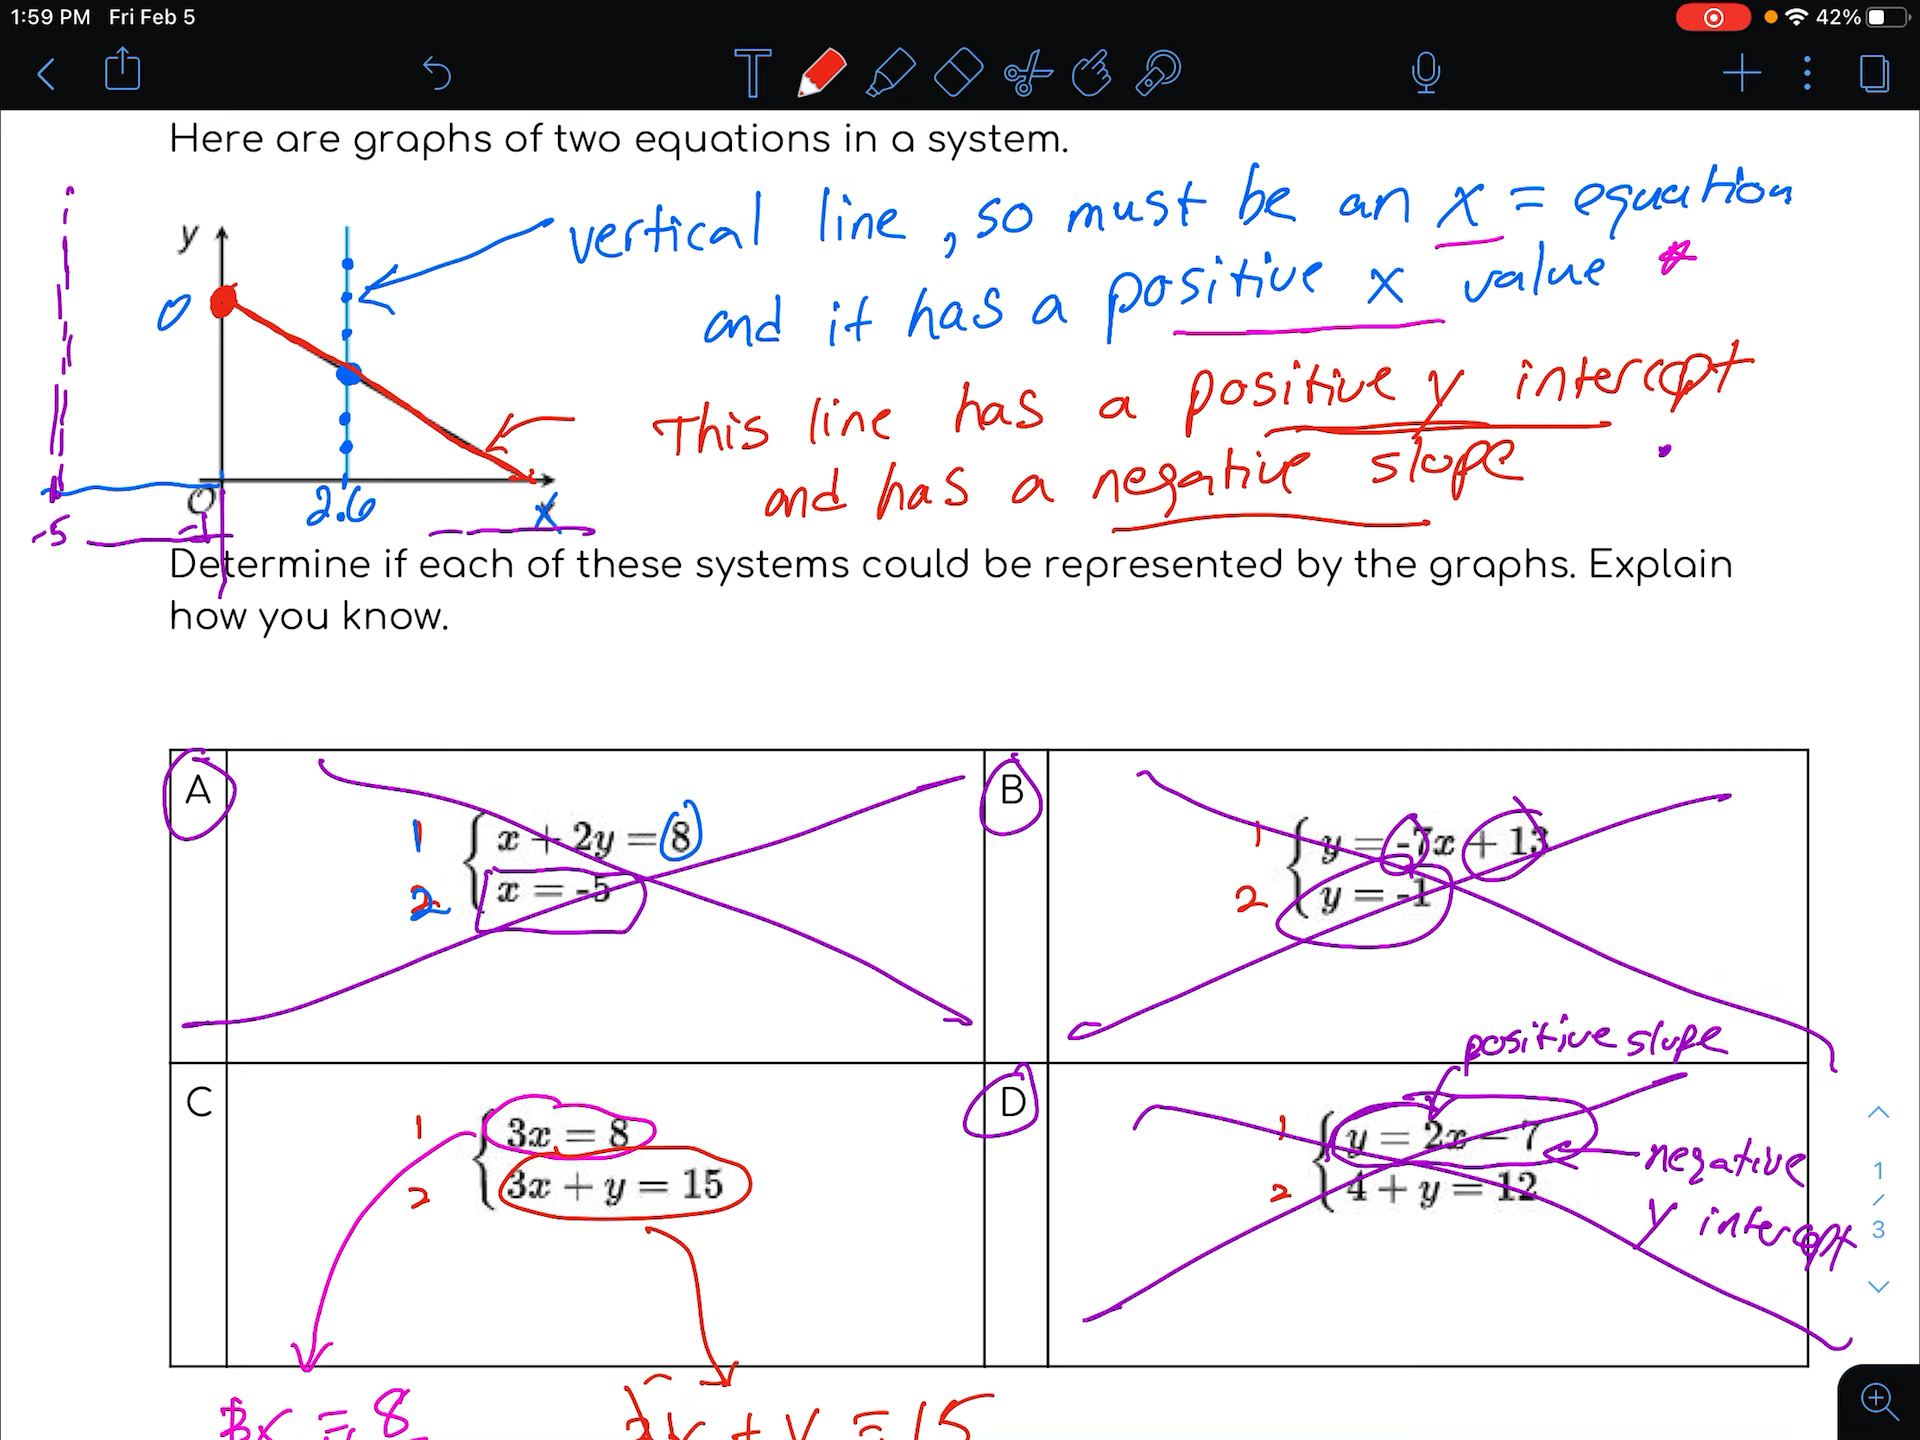 1:59 PM Fri Feb 5
42%
T
Here are graphs of two equations in a system.
vertical line, so must be an x = equation
and it has a positive x value *
y
0
This line has a positive y intercept
and has a negative slope
O
2.6
x
-5
-1
Determine if each of these systems could be represented by the graphs. Explain
how you know.
A
1 x + 2y = 8
2 x = -5
B
1 y = -7x + 13
2 y = -1
C
1 3x = 8
2 3x + y = 15
D
positive slope
1 y = 2x − 7
2 4 + y = 12
negative
y intercept
1
/
3
3x = 8
3x + y = 15